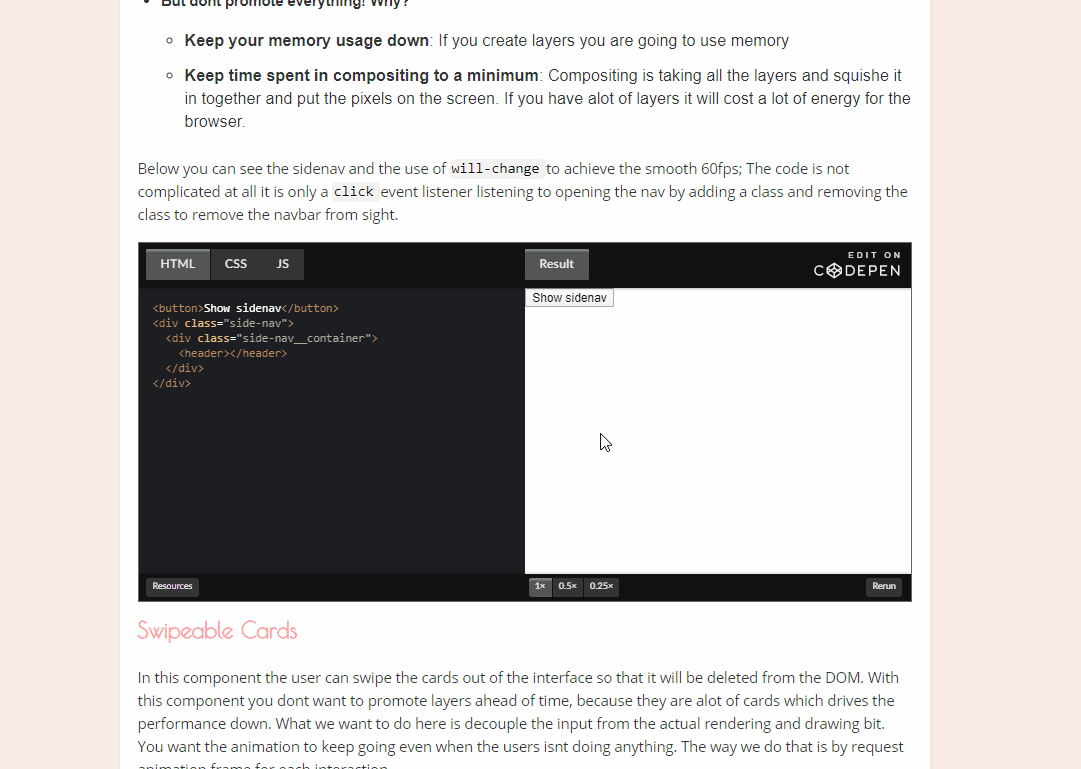 But dont promote everything! Why?
Keep your memory usage down: If you create layers you are going to use memory
Keep time spent in compositing to a minimum: Compositing is taking all the layers and squishe it
in together and put the pixels on the screen. If you have alot of layers it will cost a lot of energy for the
browser.
Below you can see the sidenav and the use of will-change to achieve the smooth 60fps; The code is not
complicated at all it is only a click event listener listening to opening the nav by adding a class and removing the
class to remove the navbar from sight.
HTML CSS JS Result EDIT ON
CODEPEN
<button>Show sidenav</button>
<div class="side-nav">
<div class="side-nav__container">
<header></header>
</div>
</div>
Show sidenav
Resources 1× 0.5× 0.25× Rerun
Swipeable Cards
In this component the user can swipe the cards out of the interface so that it will be deleted from the DOM. With
this component you dont want to promote layers ahead of time, because they are alot of cards which drives the
performance down. What we want to do here is decouple the input from the actual rendering and drawing bit.
You want the animation to keep going even when the users isnt doing anything. The way we do that is by request
animation frame for each interaction